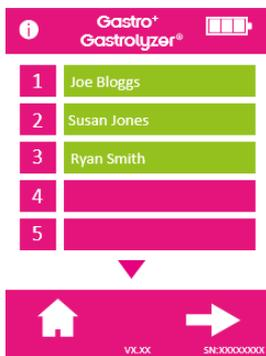 i
Gastro+
Gastrolyzer®
1 Joe Bloggs
2 Susan Jones
3 Ryan Smith
4
5
VX.XX SN:XXXXXXXX